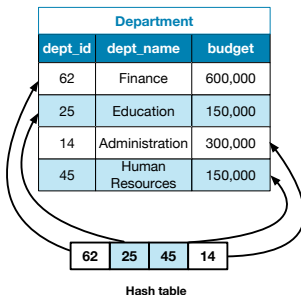 Department
dept_id dept_name budget
62 Finance 600,000
25 Education 150,000
14 Administration 300,000
45 Human Resources 150,000
62 25 45 14
Hash table